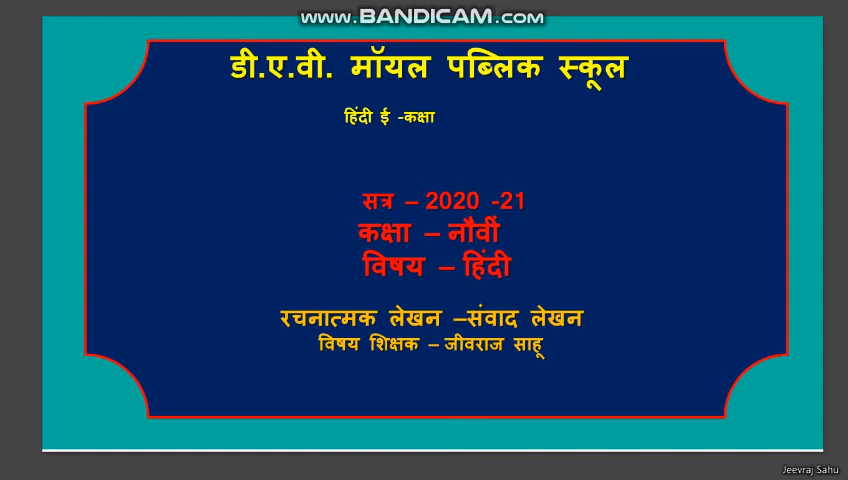 www.BANDICAM.com
डी.ए.वी. मॉयल पब्लिक स्कूल
हिंदी ई -कक्षा
सत्र – 2020 -21
कक्षा – नौवीं
विषय – हिंदी
रचनात्मक लेखन –संवाद लेखन
विषय शिक्षक – जीवराज साहू
Jeevraj Sahu